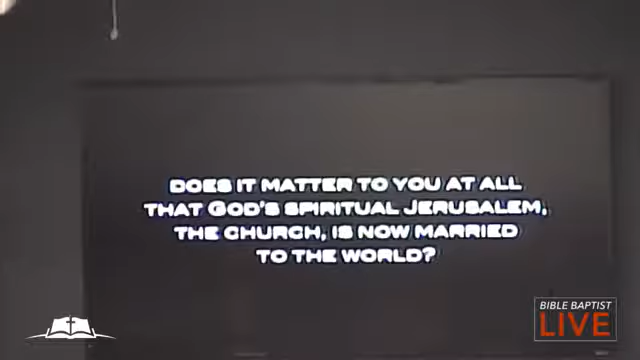 DOES IT MATTER TO YOU AT ALL
THAT GOD'S SPIRITUAL JERUSALEM,
THE CHURCH, IS NOW MARRIED
TO THE WORLD?
BIBLE BAPTIST
LIVE